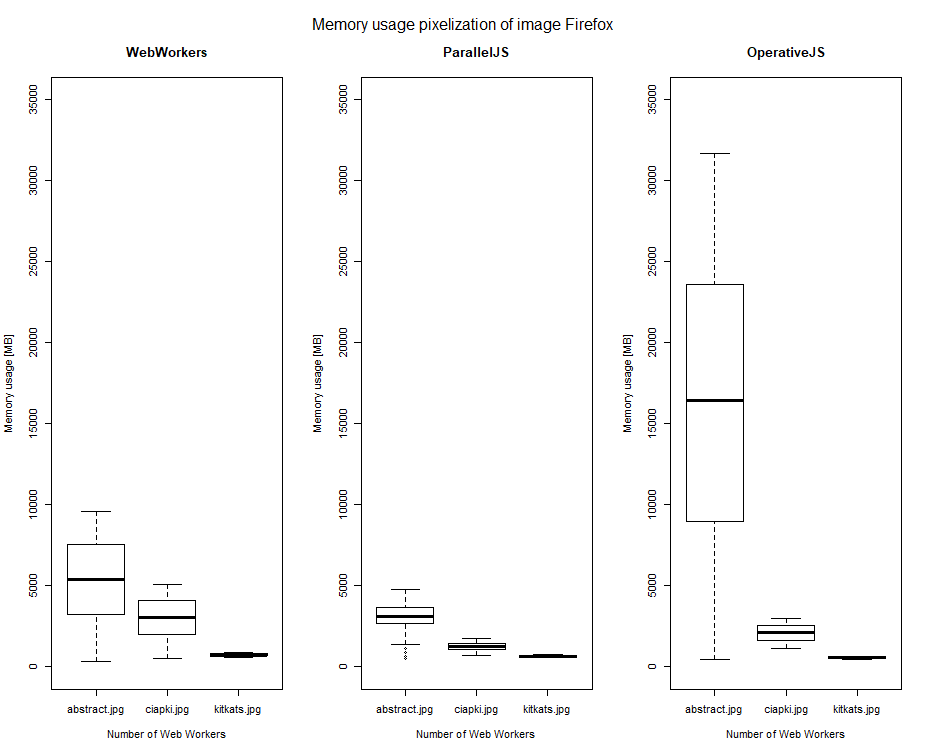 Memory usage pixelization of image Firefox
WebWorkers
Memory usage [MB]
35000
30000
25000
20000
15000
10000
5000
0
abstract.jpg ciapki.jpg kitkats.jpg
Number of Web Workers
ParallelJS
Memory usage [MB]
35000
30000
25000
20000
15000
10000
5000
0
abstract.jpg ciapki.jpg kitkats.jpg
Number of Web Workers
OperativeJS
Memory usage [MB]
35000
30000
25000
20000
15000
10000
5000
0
abstract.jpg ciapki.jpg kitkats.jpg
Number of Web Workers